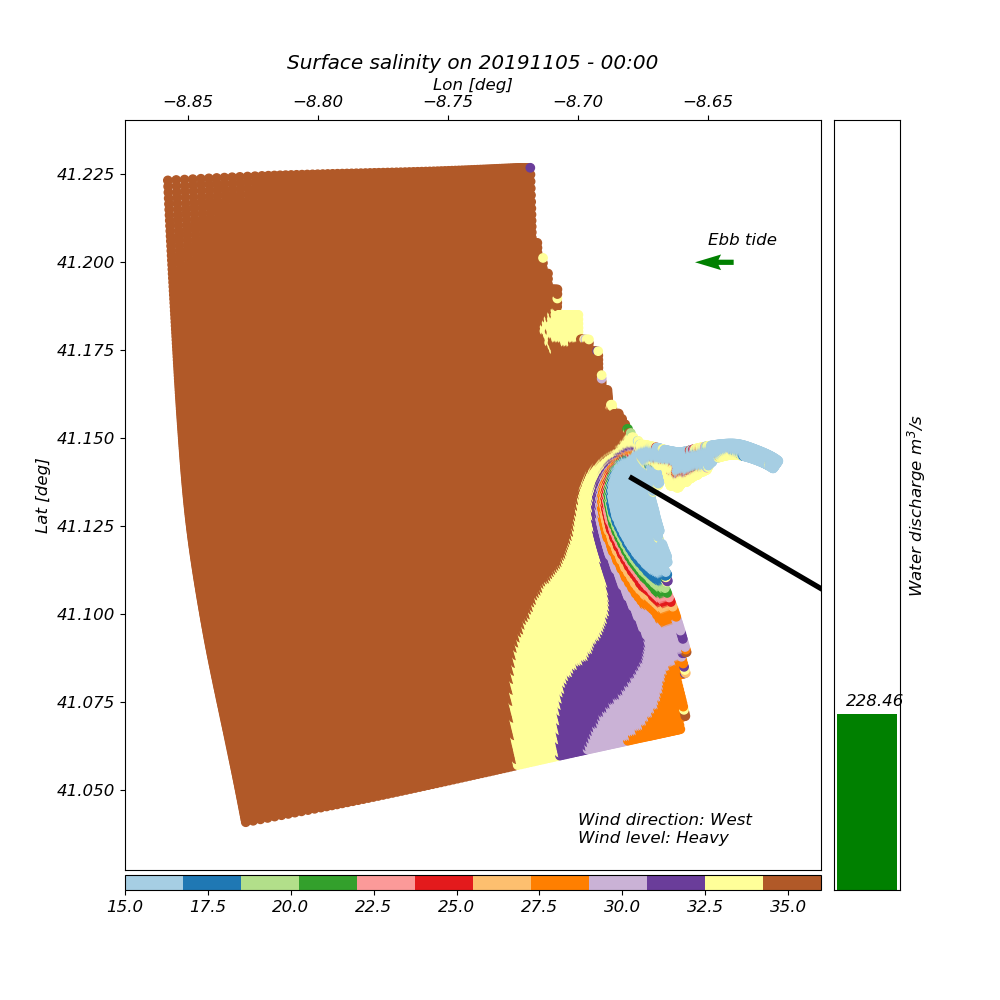 Surface salinity on 20191105 - 00:00
Lon [deg]
−8.85 −8.80 −8.75 −8.70 −8.65
41.225
41.200
41.175
41.150
41.125
41.100
41.075
41.050
Lat [deg]
Ebb tide
Wind direction: West
Wind level: Heavy
15.0 17.5 20.0 22.5 25.0 27.5 30.0 32.5 35.0
228.46
Water discharge m³/s